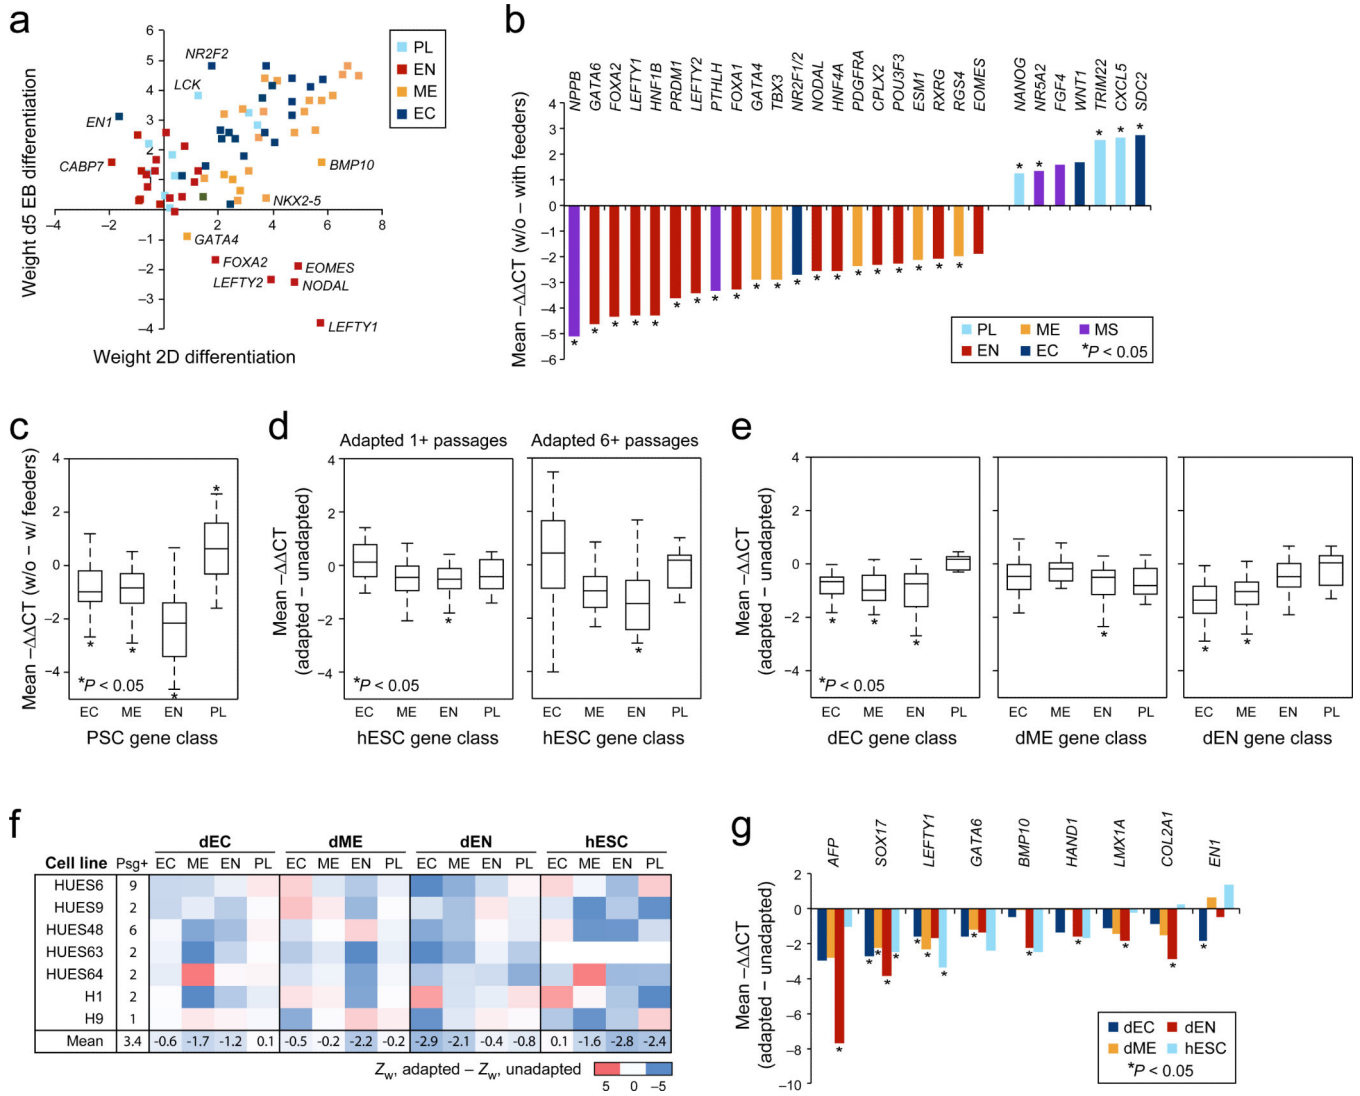 a
Weight d5 EB differentiation
6
5
4
3
2
1
−1
−2
−3
−4
−4
−2
2
4
6
8
Weight 2D differentiation
NR2F2
LCK
EN1
CABP7
BMP10
NKX2-5
GATA4
FOXA2
EOMES
LEFTY2
NODAL
LEFTY1
PL
EN
ME
EC
b
Mean −ΔΔCT (w/o – with feeders)
4
3
2
1
0
−1
−2
−3
−4
−5
−6
NPPB
GATA6
FOXA2
LEFTY1
HNF1B
PRDM1
LEFTY2
PTHLH
FOXA1
GATA4
TBX3
NR2F1/2
NODAL
HNF4A
PDGFRA
CPLX2
POU3F3
ESM1
RXRG
RGS4
EOMES
NANOG
NR5A2
FGF4
WNT1
TRIM22
CXCL5
SDC2
PL ME MS
EN EC *P < 0.05
c
Mean −ΔΔCT (w/o – w/ feeders)
4
2
0
−2
−4
*P < 0.05
EC ME EN PL
PSC gene class
d
Adapted 1+ passages Adapted 6+ passages
Mean −ΔΔCT
(adapted – unadapted)
4
2
0
−2
−4
*P < 0.05
EC ME EN PL
hESC gene class
EC ME EN PL
hESC gene class
e
Mean −ΔΔCT
(adapted – unadapted)
4
2
0
−2
−4
*P < 0.05
EC ME EN PL
dEC gene class
EC ME EN PL
dME gene class
EC ME EN PL
dEN gene class
f
dEC dME dEN hESC
Cell line Psg+ EC ME EN PL EC ME EN PL EC ME EN PL EC ME EN PL
HUES6 9
HUES9 2
HUES48 6
HUES63 2
HUES64 2
H1 2
H9 1
Mean 3.4 -0.6 -1.7 -1.2 0.1 -0.5 -0.2 -2.2 -0.2 -2.9 -2.1 -0.4 -0.8 0.1 -1.6 -2.8 -2.4
Zw, adapted – Zw, unadapted
5 0 −5
g
Mean −ΔΔCT
(adapted – unadapted)
2
0
−2
−4
−6
−8
−10
AFP
SOX17
LEFTY1
GATA6
BMP10
HAND1
LMX1A
COL2A1
EN1
dEC dEN
dME hESC
*P < 0.05